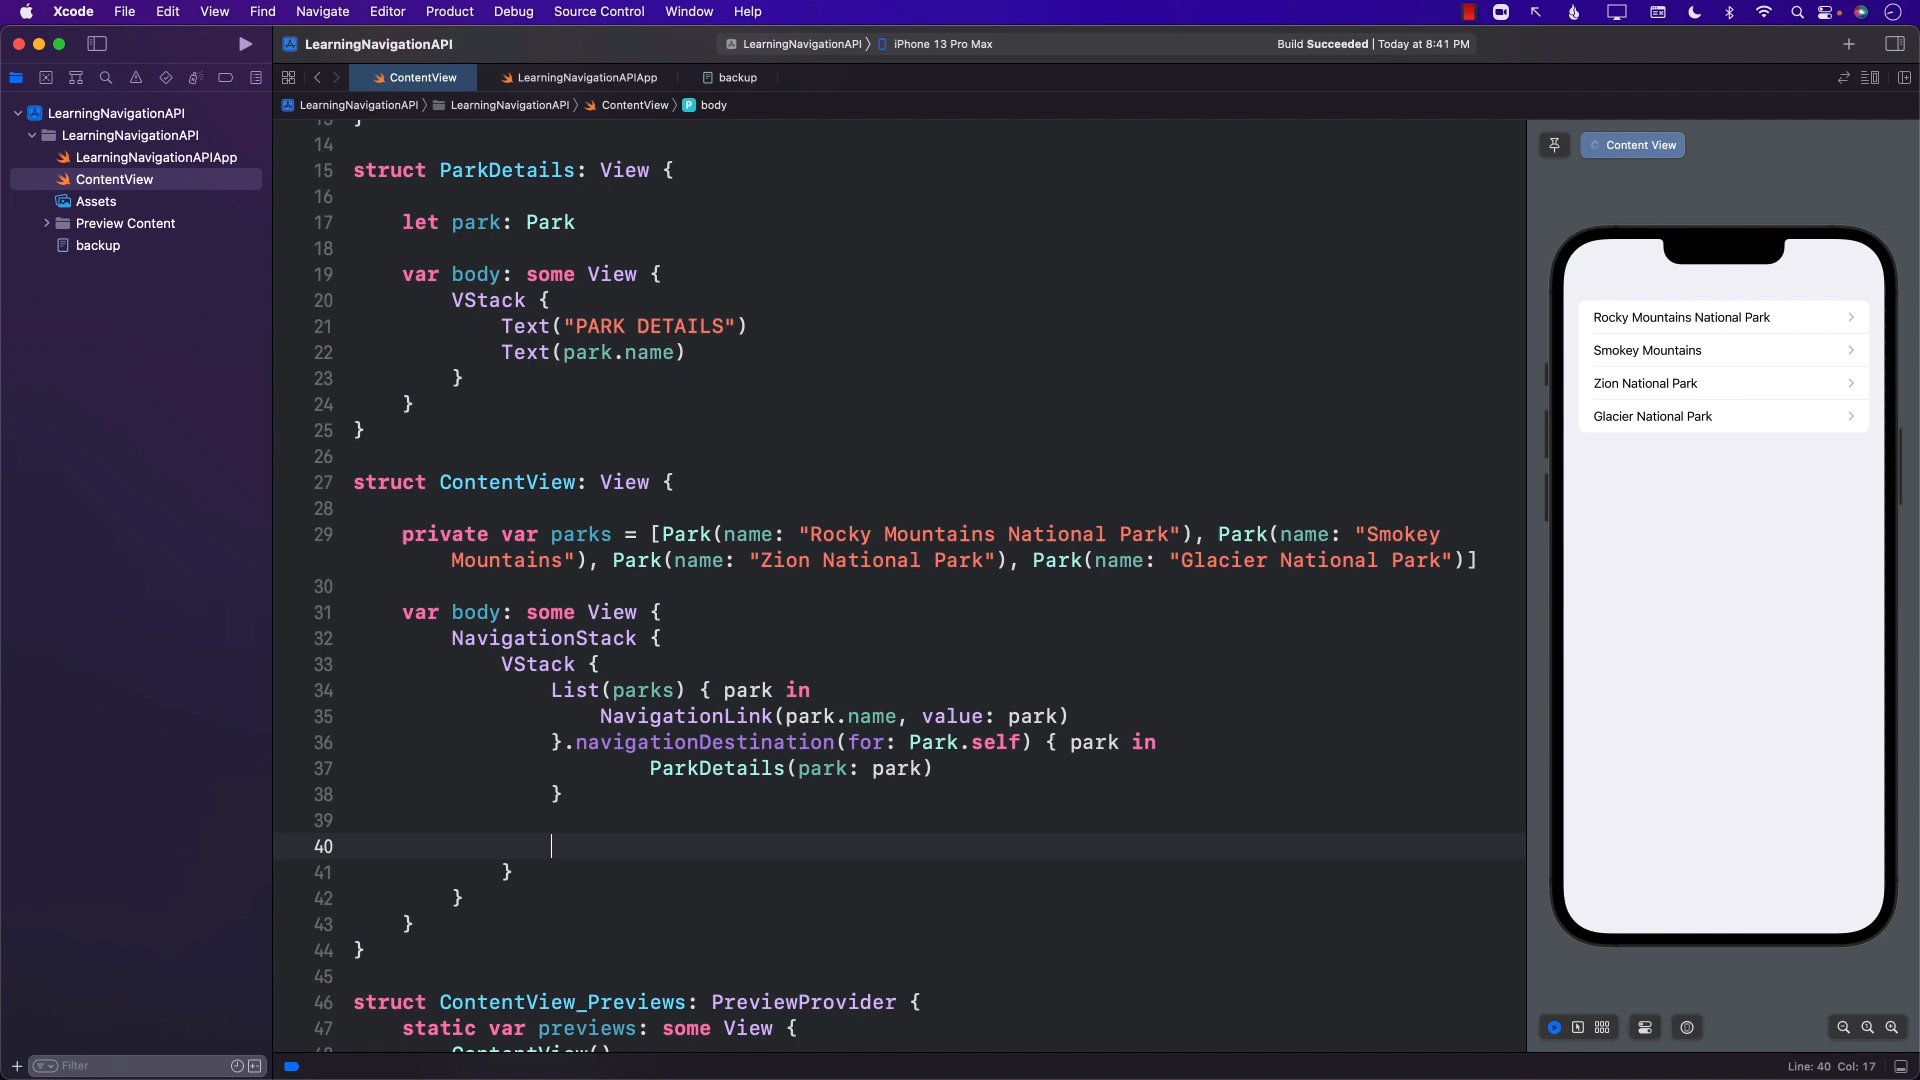 Xcode File Edit View Find Navigate Editor Product Debug Source Control Window Help
LearningNavigationAPI
LearningNavigationAPI 〉 iPhone 13 Pro Max
Build Succeeded | Today at 8:41 PM
ContentView
LearningNavigationAPIApp
backup
LearningNavigationAPI 〉 LearningNavigationAPI 〉 ContentView 〉 P body
LearningNavigationAPI
LearningNavigationAPI
LearningNavigationAPIApp
ContentView
Assets
Preview Content
backup
13 }
14
15 struct ParkDetails: View {
16
17 let park: Park
18
19 var body: some View {
20 VStack {
21 Text("PARK DETAILS")
22 Text(park.name)
23 }
24 }
25 }
26
27 struct ContentView: View {
28
29 private var parks = [Park(name: "Rocky Mountains National Park"), Park(name: "Smokey
Mountains"), Park(name: "Zion National Park"), Park(name: "Glacier National Park")]
30
31 var body: some View {
32 NavigationStack {
33 VStack {
34 List(parks) { park in
35 NavigationLink(park.name, value: park)
36 }.navigationDestination(for: Park.self) { park in
37 ParkDetails(park: park)
38 }
39
40
41 }
42 }
43 }
44 }
45
46 struct ContentView_Previews: PreviewProvider {
47 static var previews: some View {
48 ContentView()
Content View
Rocky Mountains National Park
Smokey Mountains
Zion National Park
Glacier National Park
Filter
Line: 40 Col: 17